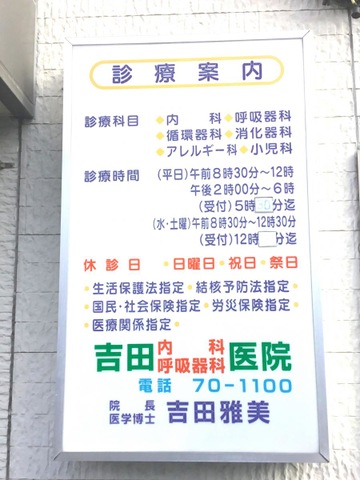 診療案内
診療科目 ◆内科◆呼吸器科
◆循環器科◆消化器科
◆アレルギー科◆小児科
診療時間 (平日)午前8時30分〜12時
午後2時00分〜6時
(受付)5時30分迄
(水・土曜)午前8時30分〜12時30分
(受付)12時 分迄
休診日 ・日曜日・祝日・祭日
・生活保護法指定・結核予防法指定
・国民・社会保険指定・労災保険指定・
・医療関係指定・
吉田内科呼吸器科医院
電話 70-1100
院長 医学博士 吉田雅美